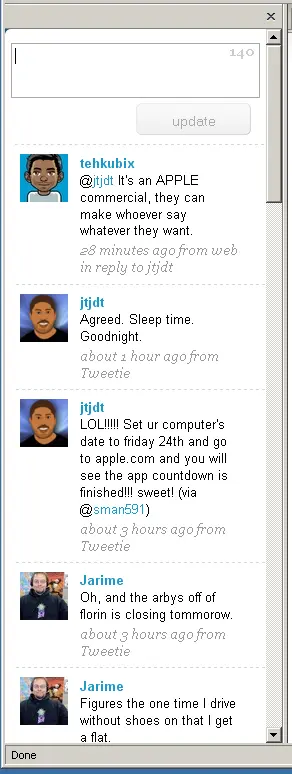 140
update
tehkubix
@jtjdt It's an APPLE
commercial, they can
make whoever say
whatever they want.
28 minutes ago from web
in reply to jtjdt
jtjdt
Agreed. Sleep time.
Goodnight.
about 1 hour ago from
Tweetie
jtjdt
LOL!!!!! Set ur computer's
date to friday 24th and go
to apple.com and you will
see the app countdown is
finished!!! sweet! (via
@sman591)
about 3 hours ago from
Tweetie
Jarime
Oh, and the arbys off of
florin is closing tommorow.
about 3 hours ago from
Tweetie
Jarime
Figures the one time I drive
without shoes on that I get
a flat.
Done